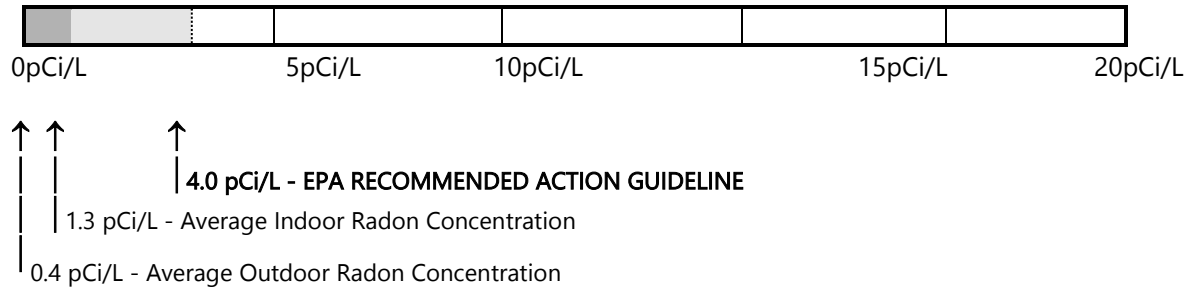 0pCi/L 5pCi/L 10pCi/L 15pCi/L 20pCi/L
4.0 pCi/L - EPA RECOMMENDED ACTION GUIDELINE
1.3 pCi/L - Average Indoor Radon Concentration
0.4 pCi/L - Average Outdoor Radon Concentration